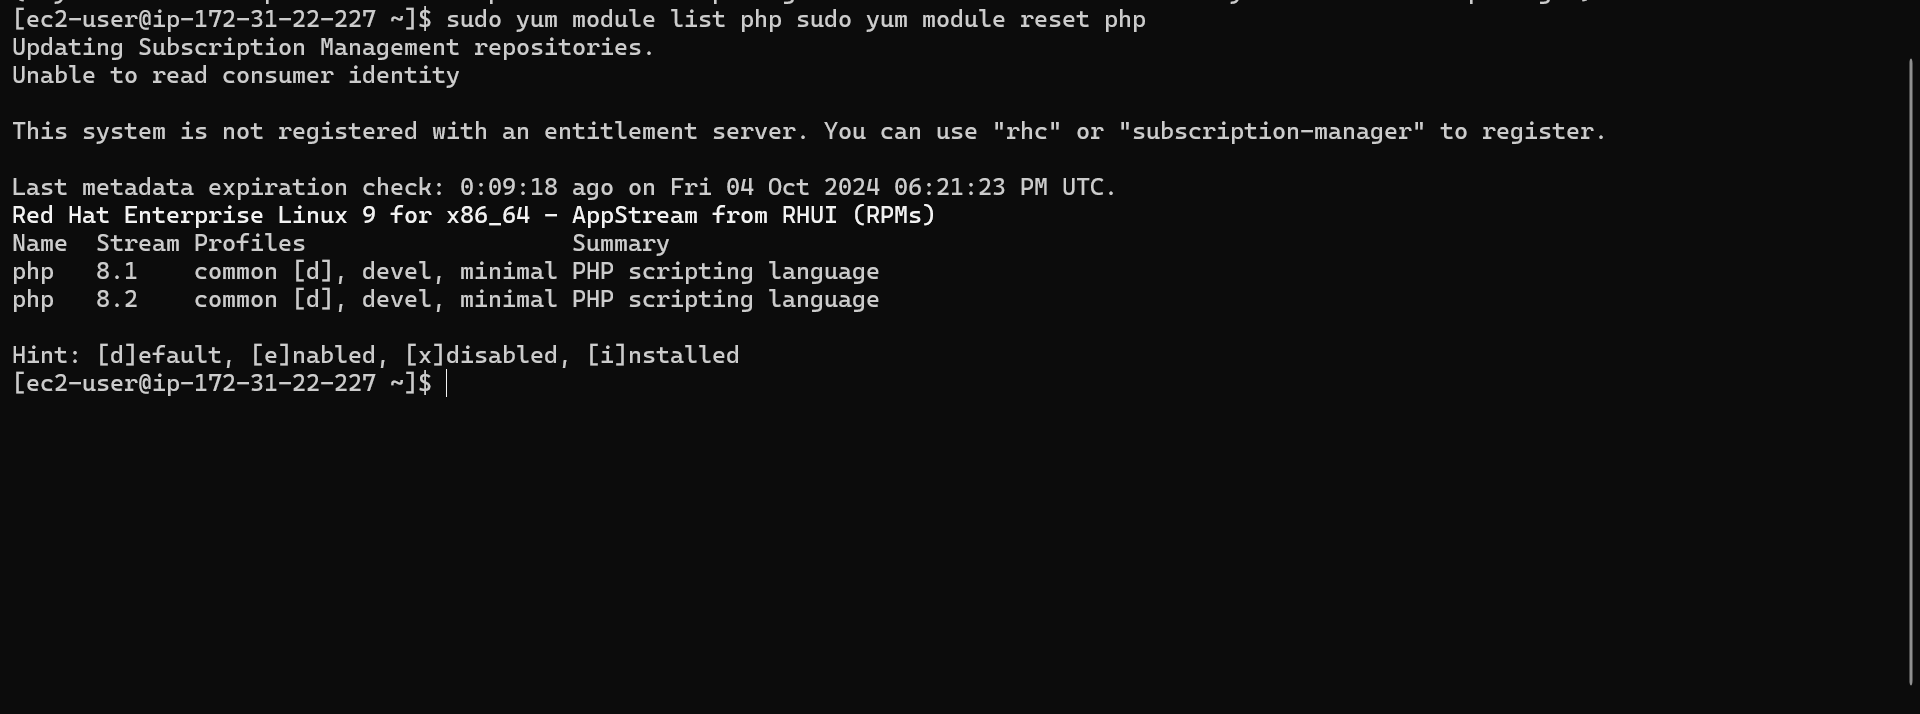 [ec2-user@ip-172-31-22-227 ~]$ sudo yum module list php sudo yum module reset php
Updating Subscription Management repositories.
Unable to read consumer identity
This system is not registered with an entitlement server. You can use "rhc" or "subscription-manager" to register.
Last metadata expiration check: 0:09:18 ago on Fri 04 Oct 2024 06:21:23 PM UTC.
Red Hat Enterprise Linux 9 for x86_64 - AppStream from RHUI (RPMs)
Name  Stream Profiles                   Summary
php   8.1    common [d], devel, minimal PHP scripting language
php   8.2    common [d], devel, minimal PHP scripting language
Hint: [d]efault, [e]nabled, [x]disabled, [i]nstalled
[ec2-user@ip-172-31-22-227 ~]$